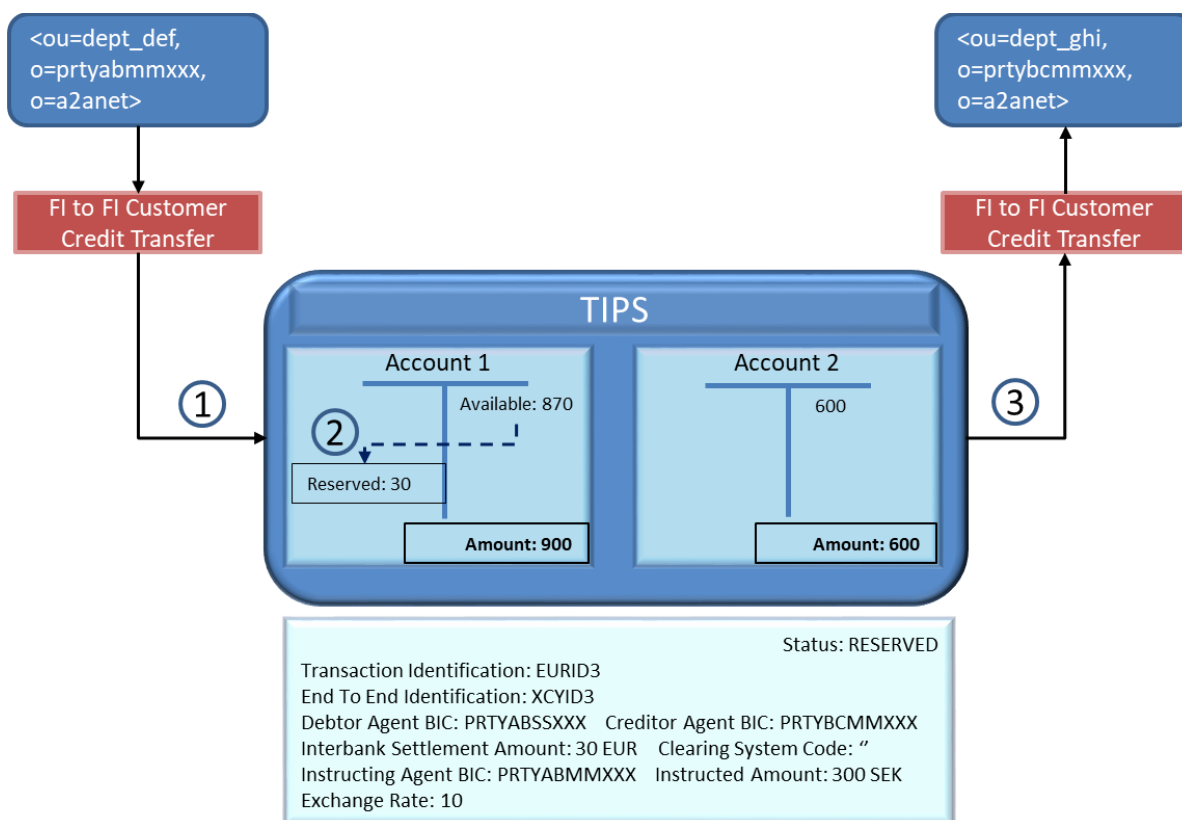 <ou=dept_def,
o=prtyabmmxxx,
o=a2anet>
<ou=dept_ghi,
o=prtybcmmxxx,
o=a2anet>
FI to FI Customer
Credit Transfer
FI to FI Customer
Credit Transfer
TIPS
Account 1
Account 2
Available: 870
600
1
2
3
Reserved: 30
Amount: 900
Amount: 600
Status: RESERVED
Transaction Identification: EURID3
End To End Identification: XCYID3
Debtor Agent BIC: PRTYABSSXXX Creditor Agent BIC: PRTYBCMMXXX
Interbank Settlement Amount: 30 EUR Clearing System Code: ‘’
Instructing Agent BIC: PRTYABMMXXX Instructed Amount: 300 SEK
Exchange Rate: 10